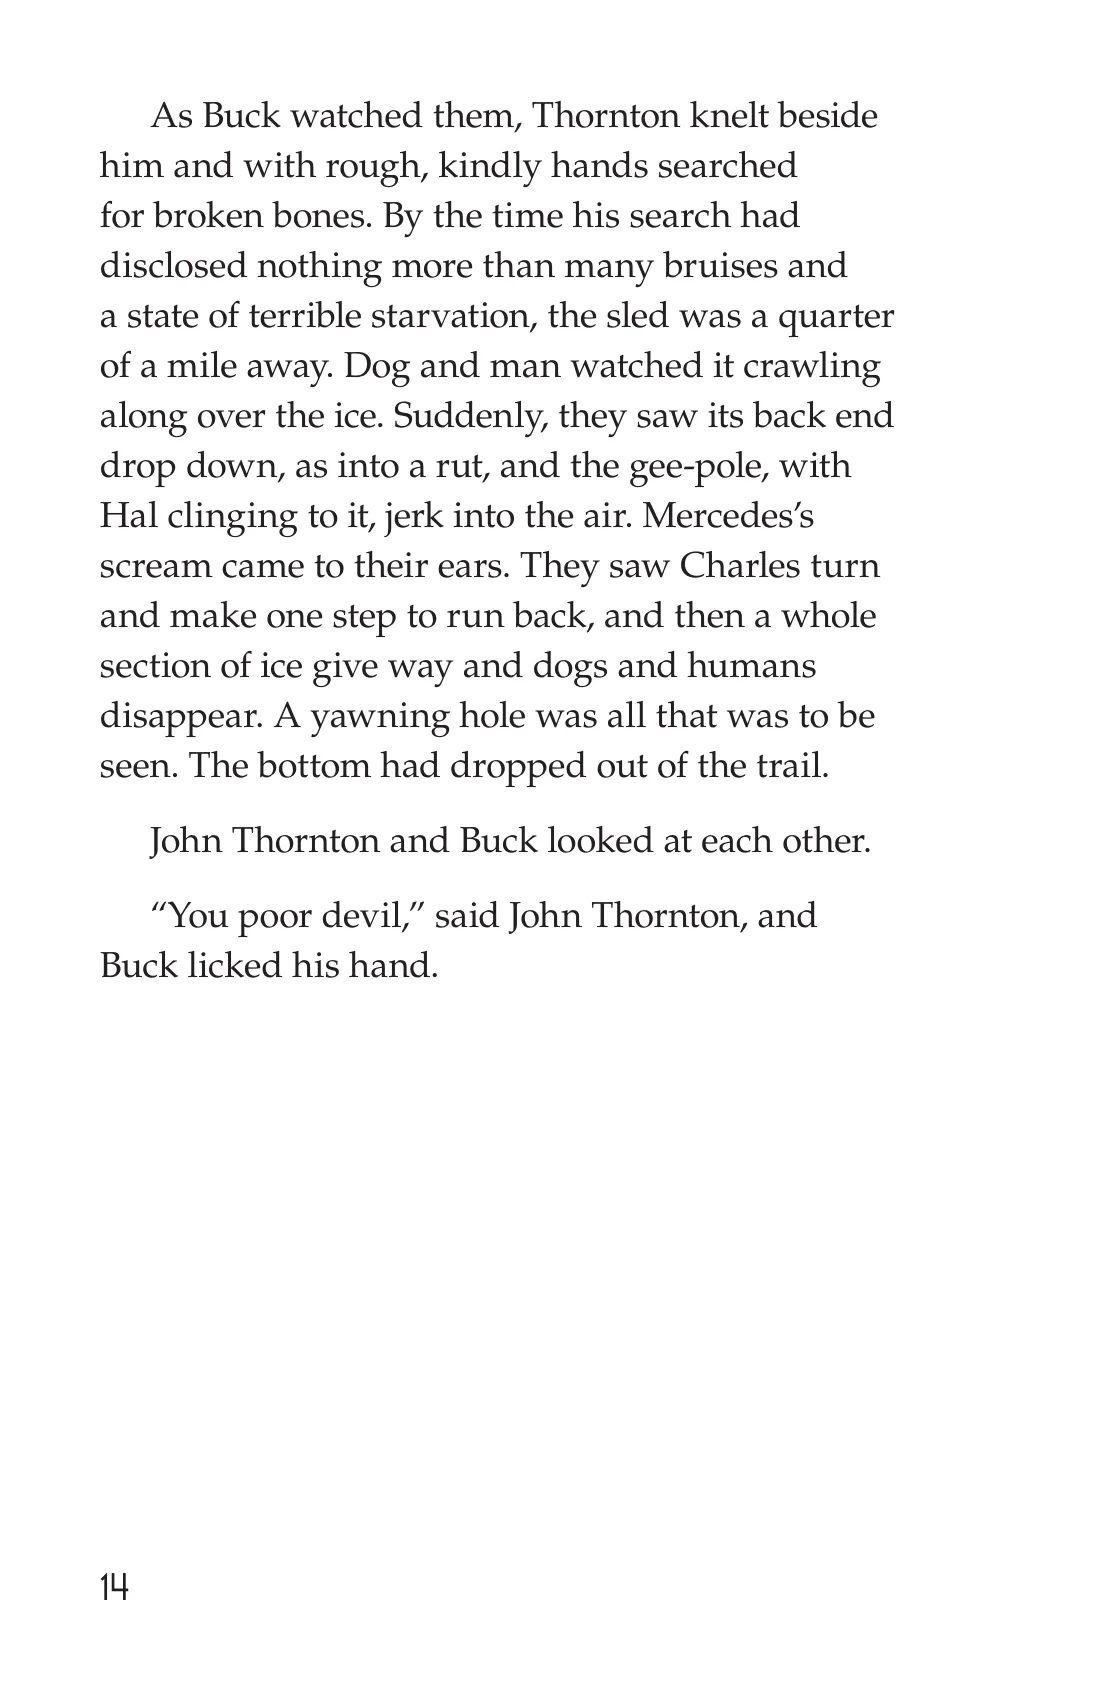 As Buck watched them, Thornton knelt beside
him and with rough, kindly hands searched
for broken bones. By the time his search had
disclosed nothing more than many bruises and
a state of terrible starvation, the sled was a quarter
of a mile away. Dog and man watched it crawling
along over the ice. Suddenly, they saw its back end
drop down, as into a rut, and the gee-pole, with
Hal clinging to it, jerk into the air. Mercedes’s
scream came to their ears. They saw Charles turn
and make one step to run back, and then a whole
section of ice give way and dogs and humans
disappear. A yawning hole was all that was to be
seen. The bottom had dropped out of the trail.
John Thornton and Buck looked at each other.
“You poor devil,” said John Thornton, and
Buck licked his hand.
14